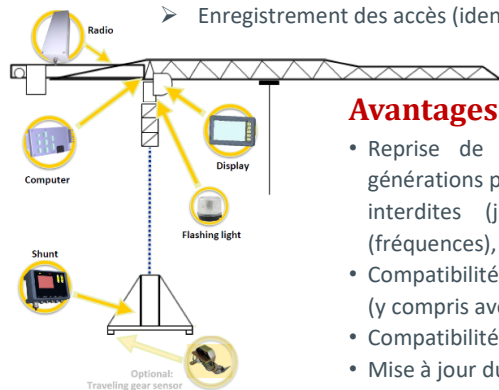 ➢ Enregistrement des accès (iden
Radio
Computer
Display
Flashing light
Shunt
Optional:
Traveling gear sensor
Avantages
• Reprise de
générations p
interdites (j
(fréquences),
• Compatibilité
(y compris ave
• Compatibilité
• Mise à jour du